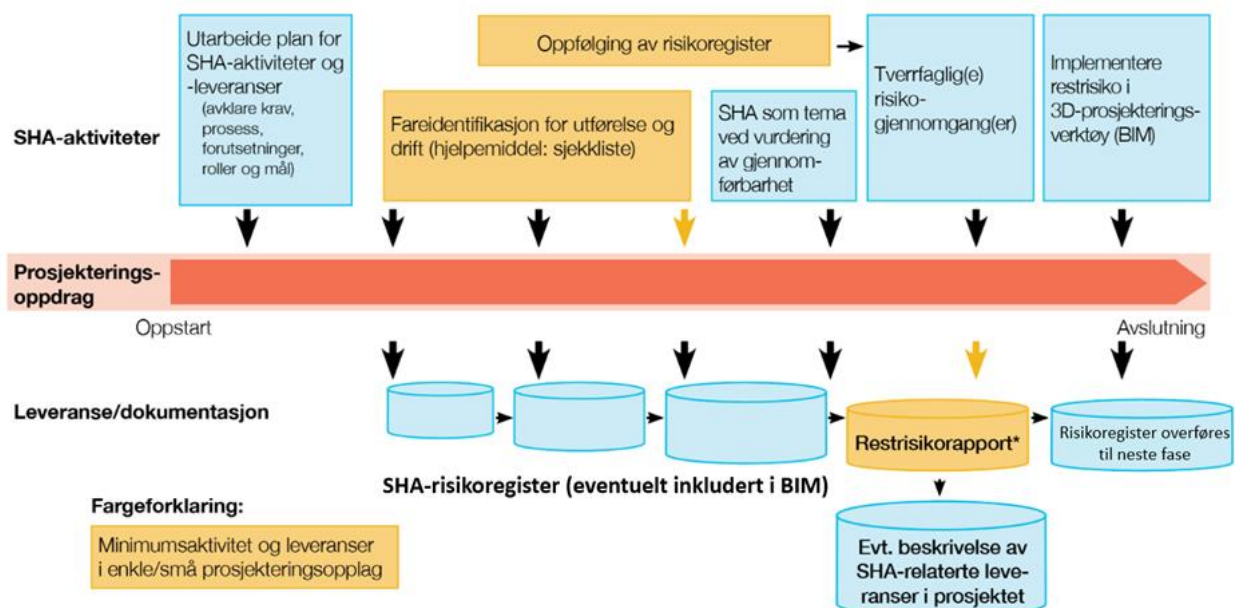 Utarbeide plan for
SHA-aktiviteter og
-leveranser
(avklare krav,
prosess,
forutsetninger,
roller og mål)
Oppfølging av risikoregister
SHA-aktiviteter
Fareidentifikasjon for utførelse og
drift (hjelpemiddel: sjekkliste)
SHA som tema
ved vurdering
av gjennom-
førbarhet
Tverrfaglig(e)
risiko-
gjennomgang(er)
Implementere
restrisiko i
3D-prosjekterings-
verktøy (BIM)
Prosjekterings-
oppdrag
Oppstart
Avslutning
Leveranse/dokumentasjon
Restrisikorapport*
Risikoregister overføres
til neste fase
SHA-risikoregister (eventuelt inkludert i BIM)
Fargeforklaring:
Minimumsaktivitet og leveranser
i enkle/små prosjekteringsopplag
Evt. beskrivelse av
SHA-relaterte leve-
ranser i prosjektet